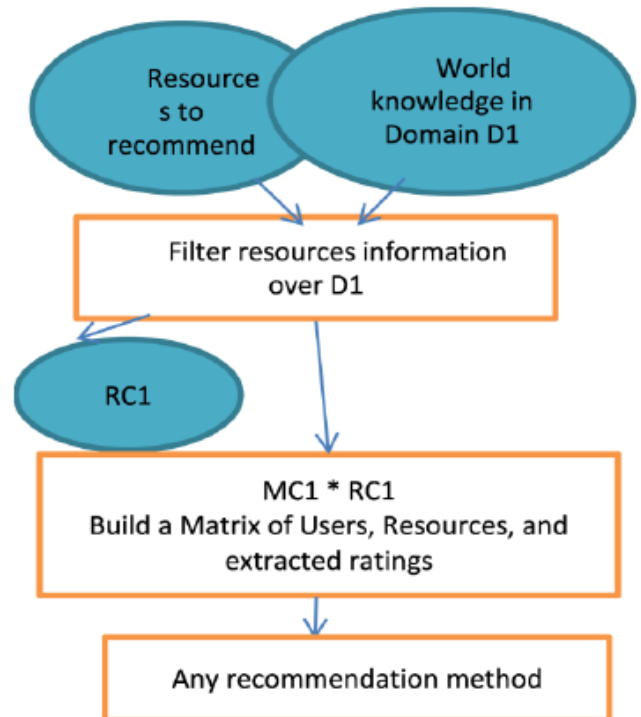 Resource
s to
recommend
World
knowledge in
Domain D1
Filter resources information
over D1
RC1
MC1 * RC1
Build a Matrix of Users, Resources, and
extracted ratings
Any recommendation method